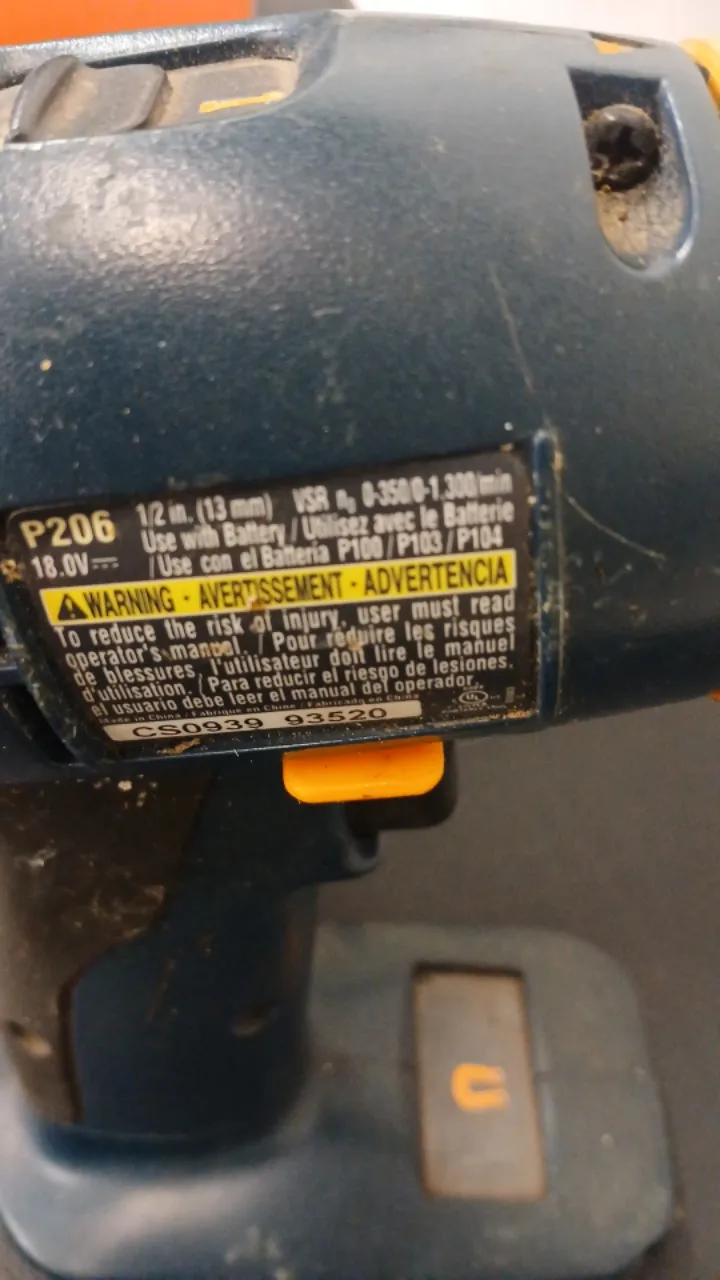 P206
18.0V⎓
1/2 in. (13 mm) VSR n₀ 0-350/0-1,300/min
Use with Battery / Utilisez avec le Batterie
/ Use con el Batteria P100 / P103 / P104
WARNING · AVERTISSEMENT · ADVERTENCIA
To reduce the risk of injury, user must read
operator's manual. / Pour réduire les risques
de blessures, l'utilisateur doit lire le manuel
d'utilisation. / Para reducir el riesgo de lesiones,
el usuario debe leer el manual del operador.
Made in China / Fabriqué en Chine / Fabricado en China
CS0939 93520